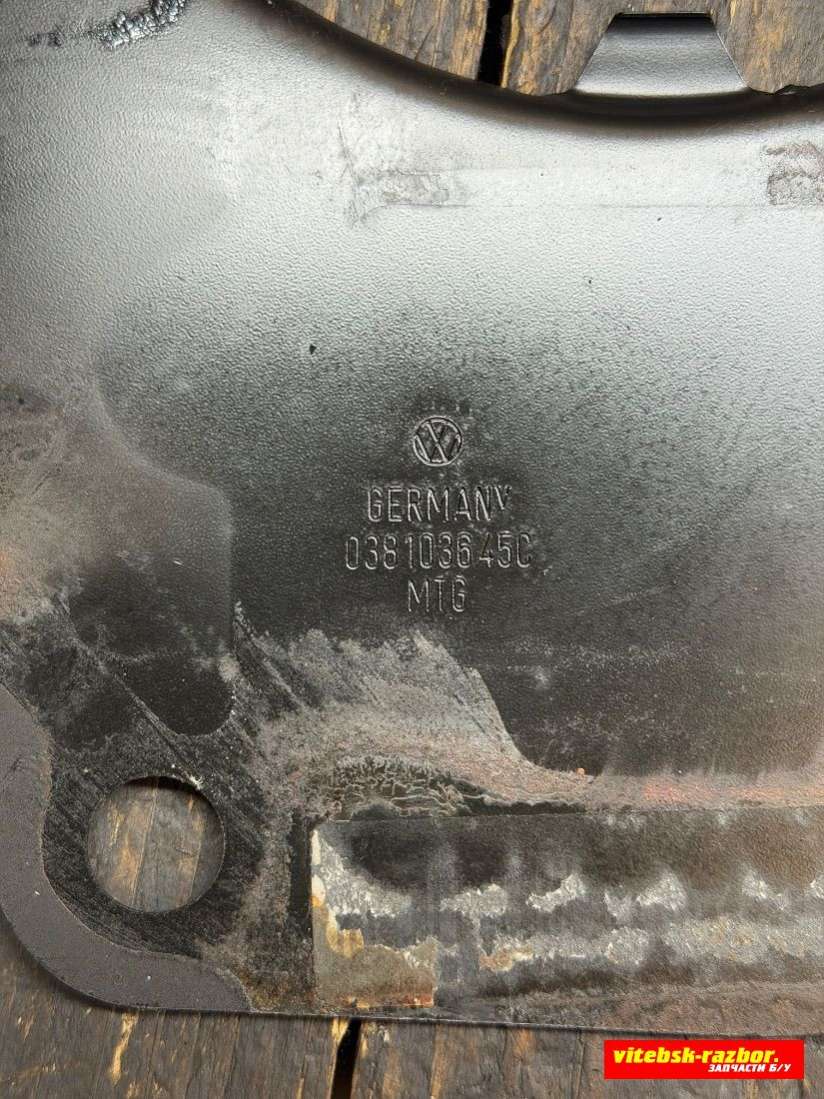 GERMANY
038103645C
MTG
vitebsk-razbor.
ЗАПЧАСТИ Б/У